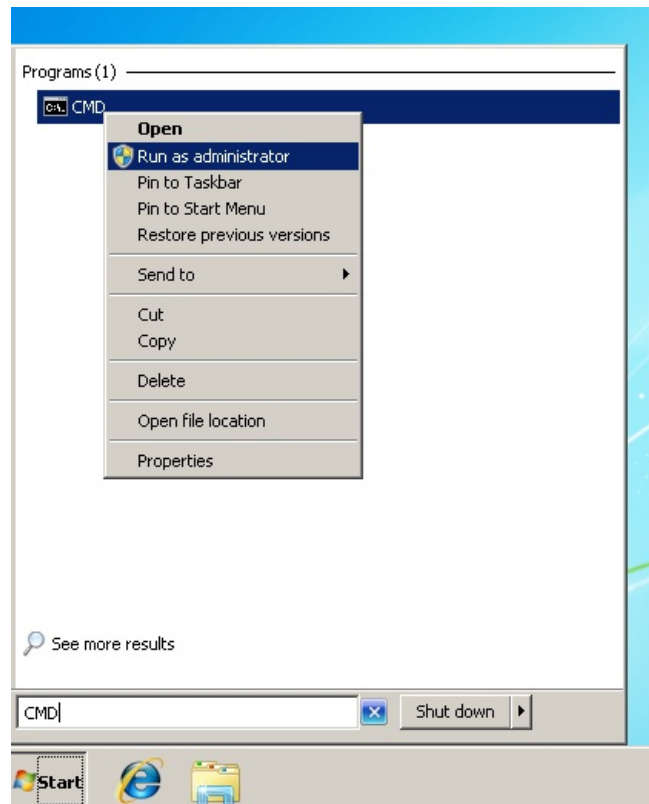 Programs (1)
CMD
Open
Run as administrator
Pin to Taskbar
Pin to Start Menu
Restore previous versions
Send to
Cut
Copy
Delete
Open file location
Properties
See more results
CMD
Shut down
Start